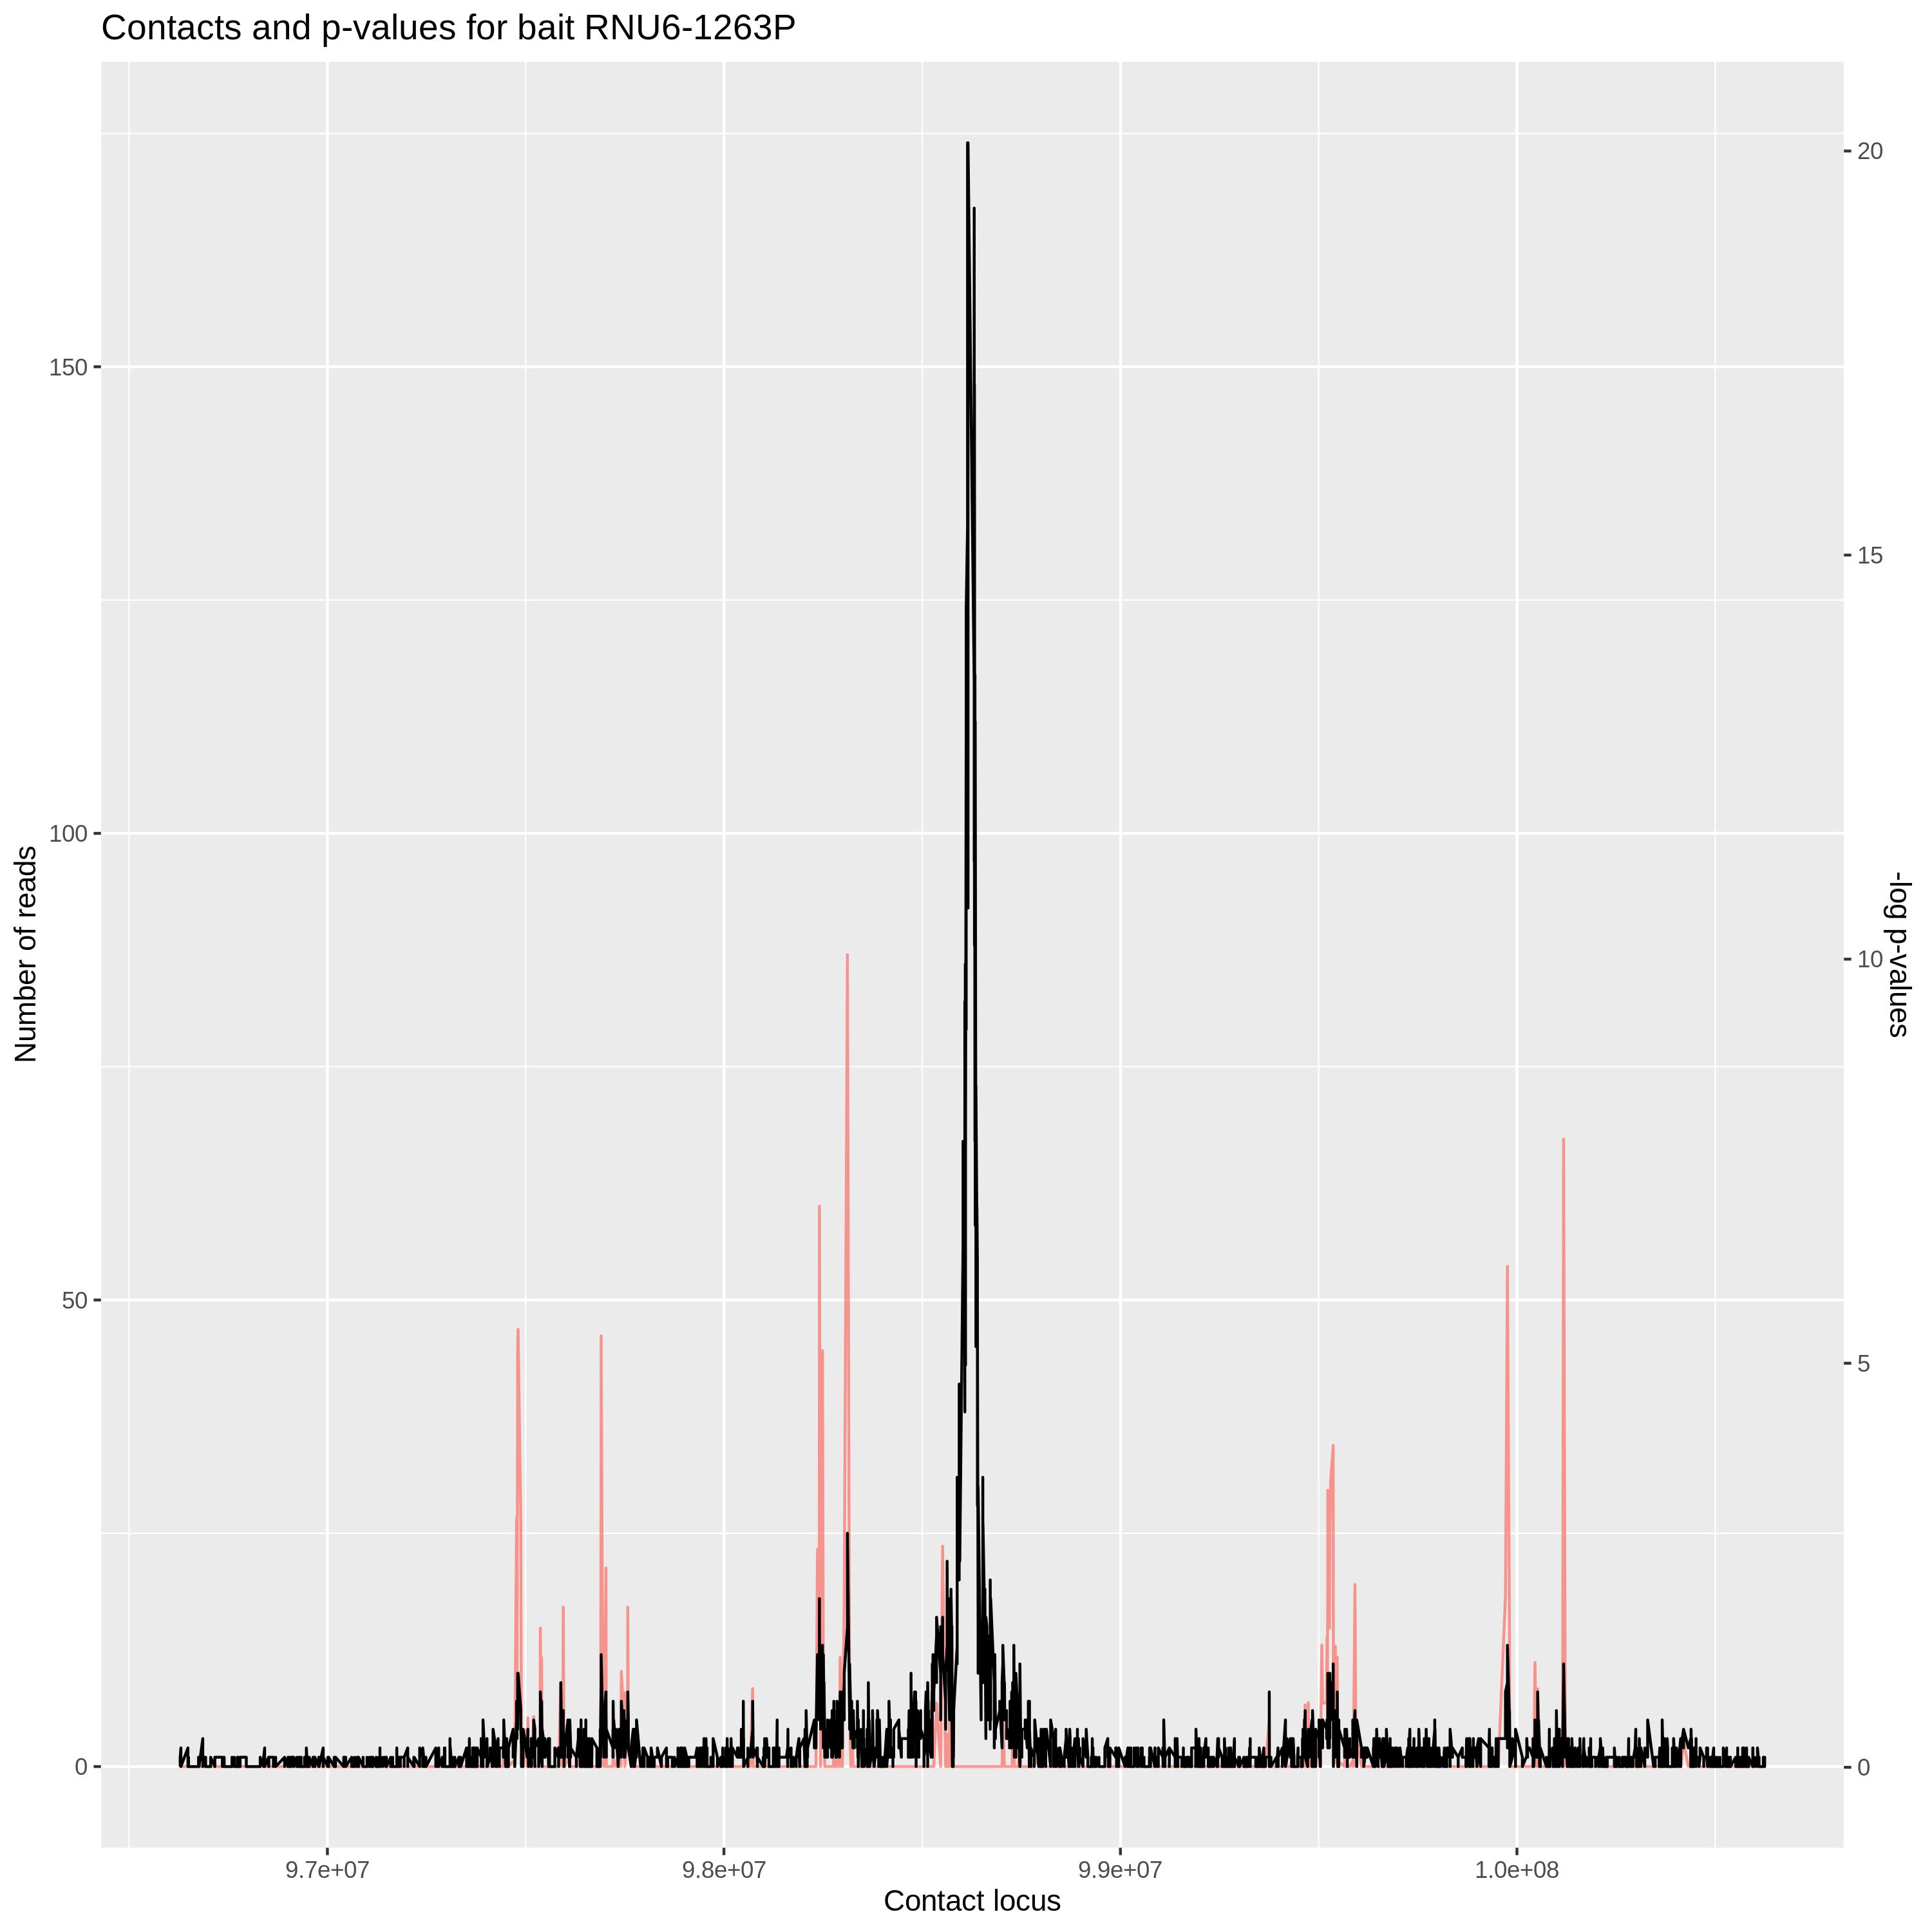 Contacts and p-values for bait RNU6-1263P
20
150
15
100
Number of reads
10
-log p-values
50
5
0
0
9.7e+07
9.8e+07
9.9e+07
1.0e+08
Contact locus